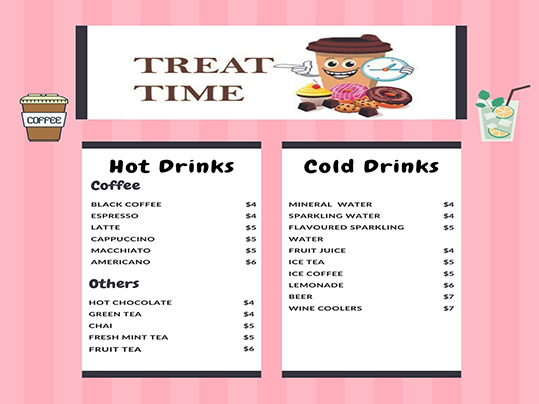 TREAT
TIME
COFFEE
Hot Drinks
Coffee
BLACK COFFEE $4
ESPRESSO $4
LATTE $5
CAPPUCCINO $5
MACCHIATO $5
AMERICANO $6
Others
HOT CHOCOLATE $4
GREEN TEA $4
CHAI $5
FRESH MINT TEA $5
FRUIT TEA $6
Cold Drinks
MINERAL WATER $4
SPARKLING WATER $4
FLAVOURED SPARKLING $5
WATER
FRUIT JUICE $4
ICE TEA $5
ICE COFFEE $5
LEMONADE $6
BEER $7
WINE COOLERS $7